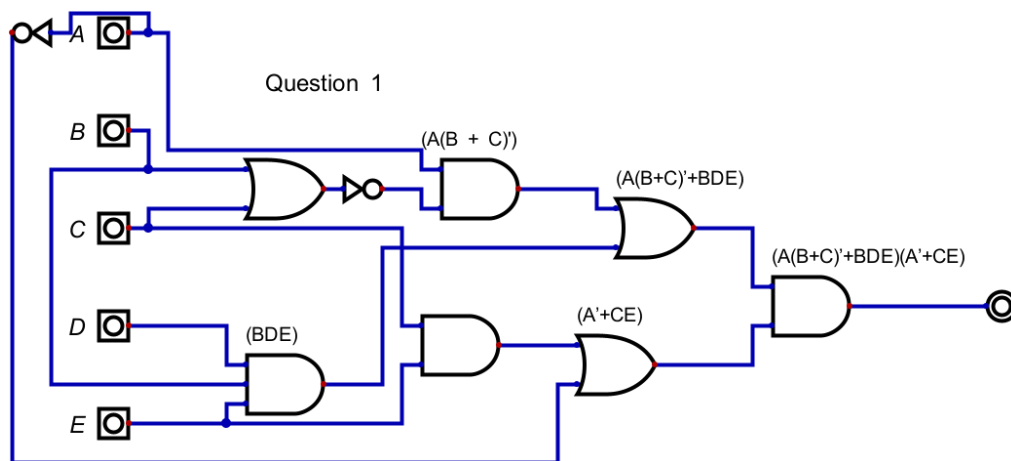 A
Question 1
B
(A(B + C)')
(A(B+C)’+BDE)
C
(A(B+C)’+BDE)(A’+CE)
D
(BDE)
(A’+CE)
E